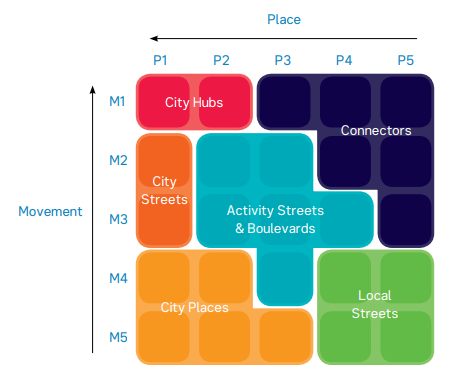 Place
P1 P2 P3 P4 P5
M1
City Hubs
Connectors
M2
City
Streets
Movement
M3
Activity Streets
& Boulevards
M4
City Places
Local
Streets
M5